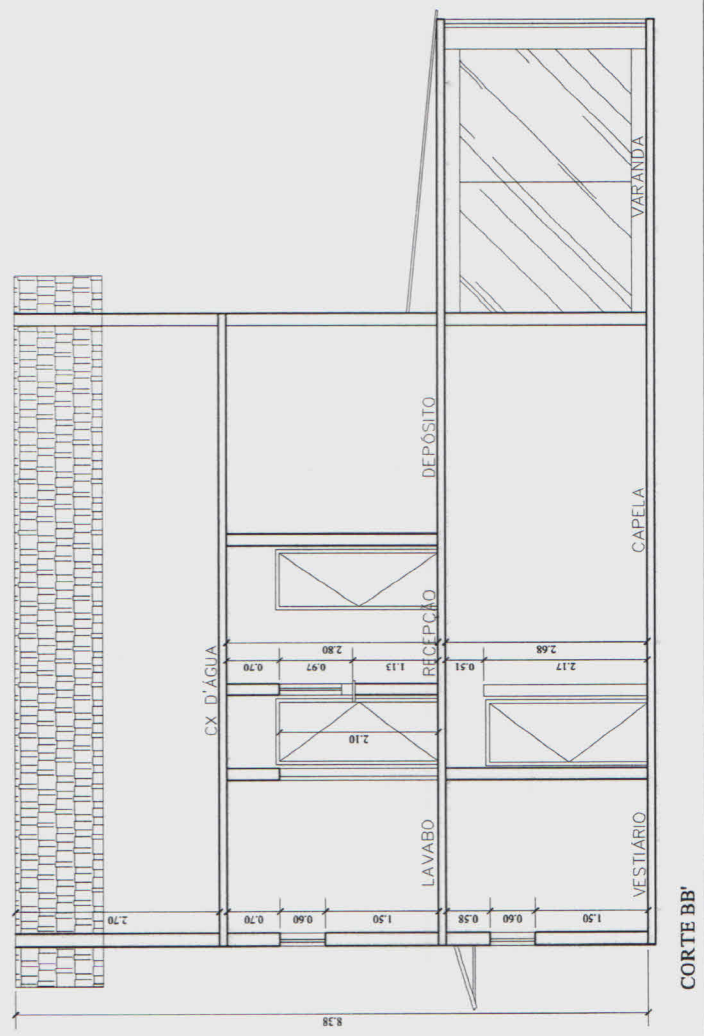 8.38
2.70
CX D'ÁGUA
0.70
0.60
1.50
LAVABO
2.10
0.70
0.97
1.13
2.80
RECEPÇÃO
DEPÓSITO
0.58
0.60
1.50
VESTIÁRIO
0.51
2.17
2.68
CAPELA
VARANDA
CORTE BB'